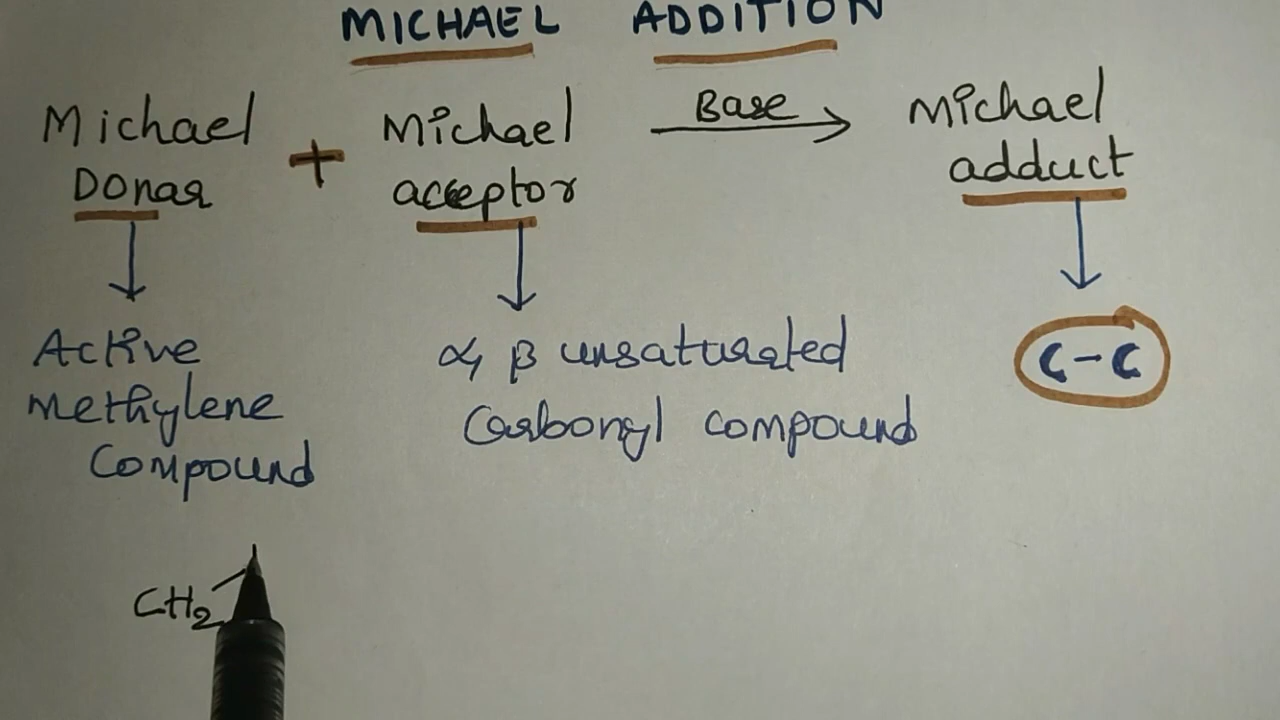 MICHAEL ADDITION
Michael + Michael Base Michael
Donar acceptor adduct
Active α, β unsaturated C-C
Methylene Carbonyl compound
Compound
CH2